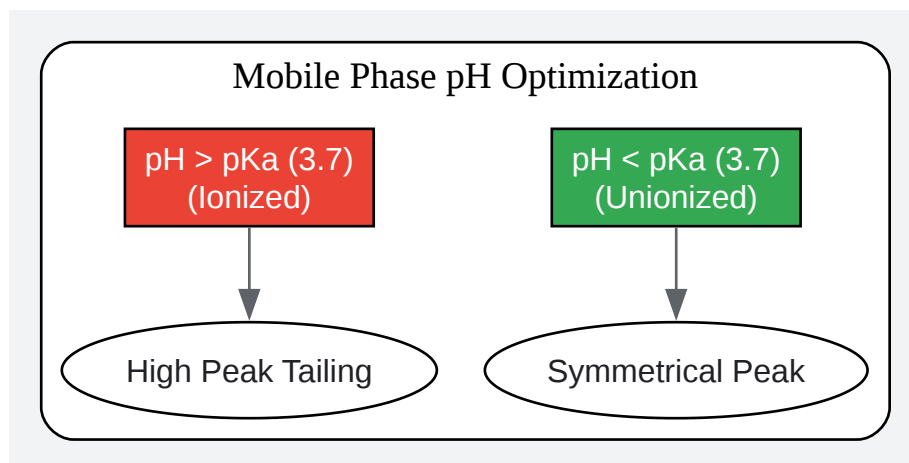 Mobile Phase pH Optimization
pH > pKa (3.7)
(Ionized)
pH < pKa (3.7)
(Unionized)
High Peak Tailing
Symmetrical Peak